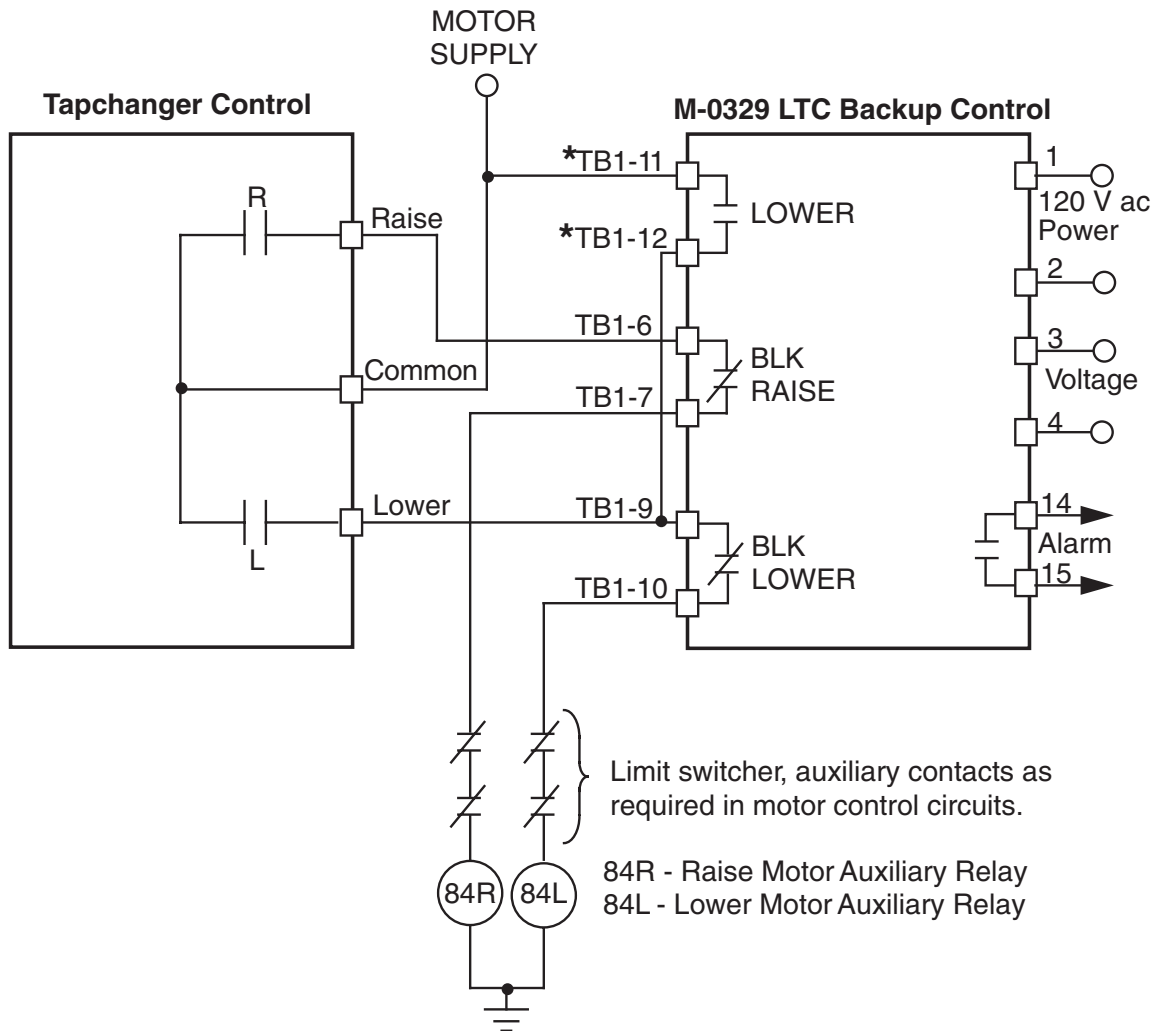 MOTOR
SUPPLY
Tapchanger Control
M-0329 LTC Backup Control
*TB1-11
1
R
LOWER
120 V ac
Power
Raise
*TB1-12
2
TB1-6
3
BLK
RAISE
Common
Voltage
TB1-7
4
Lower
TB1-9
14
L
BLK
LOWER
Alarm
TB1-10
15
Limit switcher, auxiliary contacts as
required in motor control circuits.
84R
84L
84R - Raise Motor Auxiliary Relay
84L - Lower Motor Auxiliary Relay